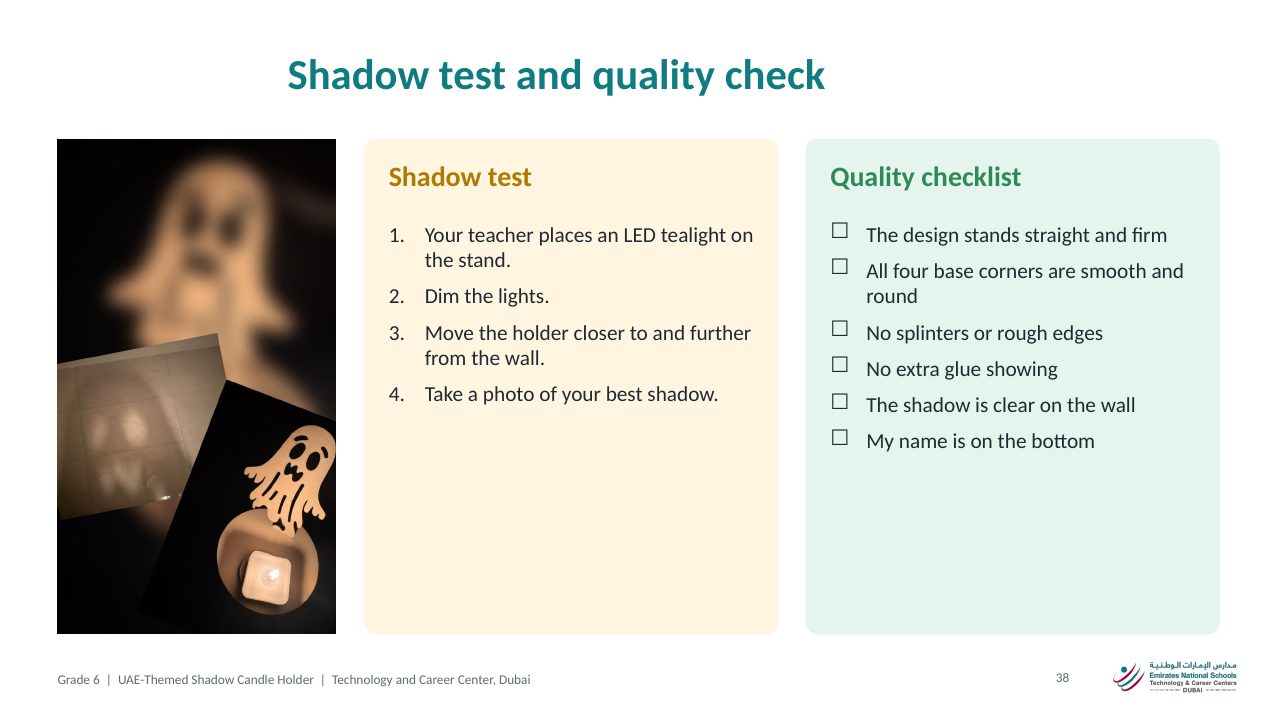 Shadow test and quality check
Shadow test
1. Your teacher places an LED tealight on
the stand.
2. Dim the lights.
3. Move the holder closer to and further
from the wall.
4. Take a photo of your best shadow.
Quality checklist
☐ The design stands straight and firm
☐ All four base corners are smooth and
round
☐ No splinters or rough edges
☐ No extra glue showing
☐ The shadow is clear on the wall
☐ My name is on the bottom
Grade 6 | UAE-Themed Shadow Candle Holder | Technology and Career Center, Dubai
38
مدارس الإمارات الوطنية
Emirates National Schools
Technology & Career Centers
DUBAI